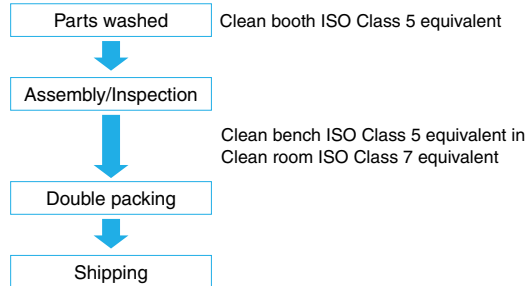 Parts washed
Clean booth ISO Class 5 equivalent
Assembly/Inspection
Clean bench ISO Class 5 equivalent in
Clean room ISO Class 7 equivalent
Double packing
Shipping